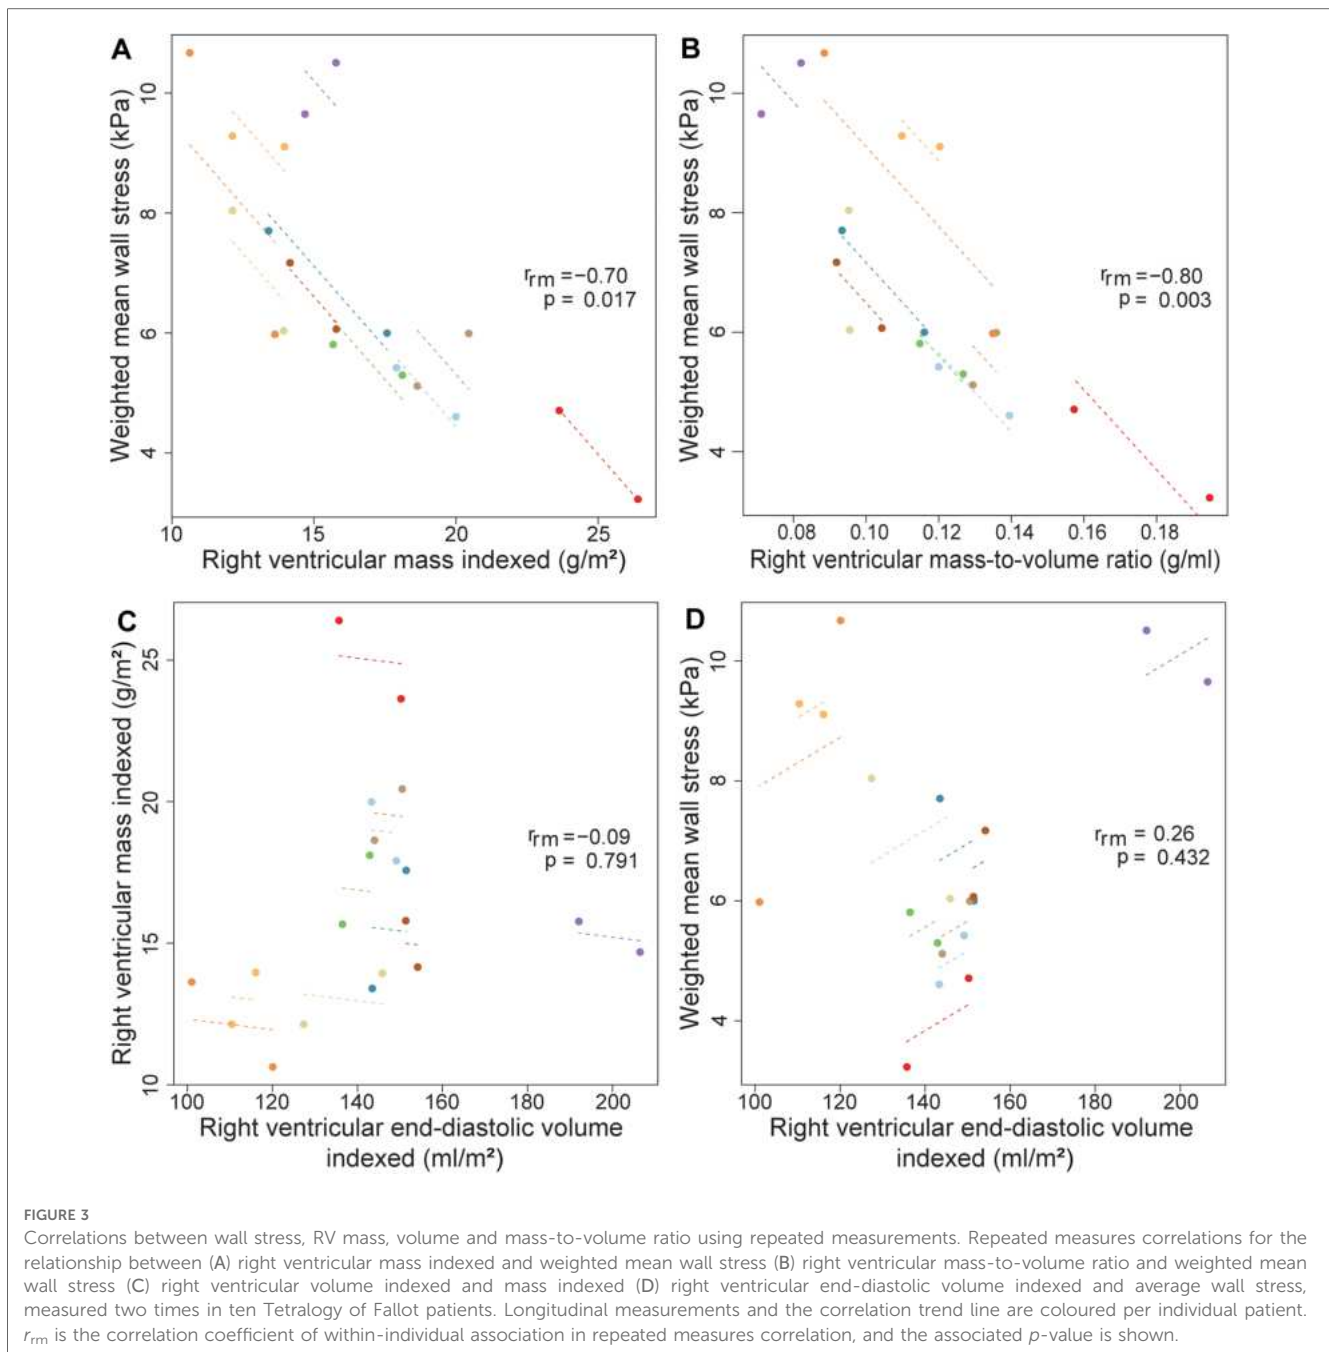 A
Weighted mean wall stress (kPa)
10
8
6
4
rrm =−0.70
p = 0.017
10
15
20
25
Right ventricular mass indexed (g/m²)
B
Weighted mean wall stress (kPa)
10
8
6
4
rrm =−0.80
p = 0.003
0.08
0.10
0.12
0.14
0.16
0.18
Right ventricular mass-to-volume ratio (g/ml)
C
Right ventricular mass indexed (g/m²)
25
20
15
10
rrm =−0.09
p = 0.791
100
120
140
160
180
200
Right ventricular end-diastolic volume
indexed (ml/m²)
D
Weighted mean wall stress (kPa)
10
8
6
4
rrm = 0.26
p = 0.432
100
120
140
160
180
200
Right ventricular end-diastolic volume
indexed (ml/m²)
FIGURE 3
Correlations between wall stress, RV mass, volume and mass-to-volume ratio using repeated measurements. Repeated measures correlations for the
relationship between (A) right ventricular mass indexed and weighted mean wall stress (B) right ventricular mass-to-volume ratio and weighted mean
wall stress (C) right ventricular volume indexed and mass indexed (D) right ventricular end-diastolic volume indexed and average wall stress,
measured two times in ten Tetralogy of Fallot patients. Longitudinal measurements and the correlation trend line are coloured per individual patient.
rrm is the correlation coefficient of within-individual association in repeated measures correlation, and the associated p-value is shown.